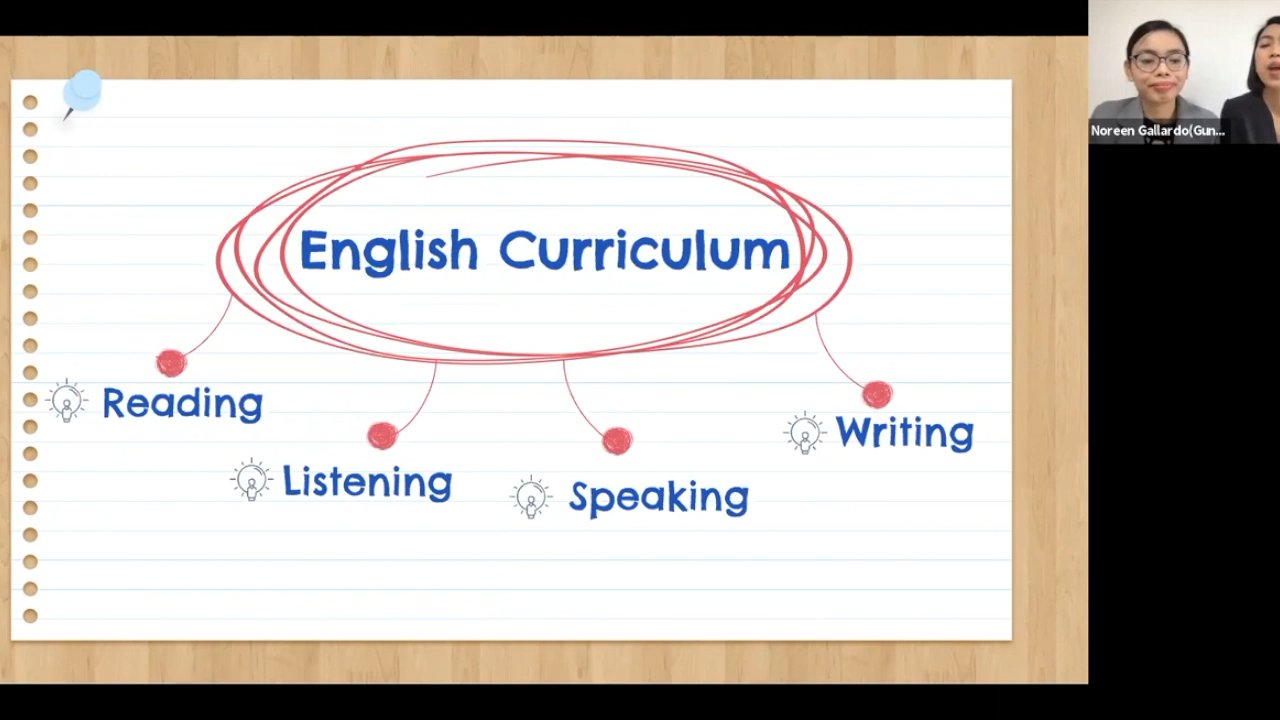 English Curriculum
Reading
Listening
Speaking
Writing
Noreen Gallardo(Gun...